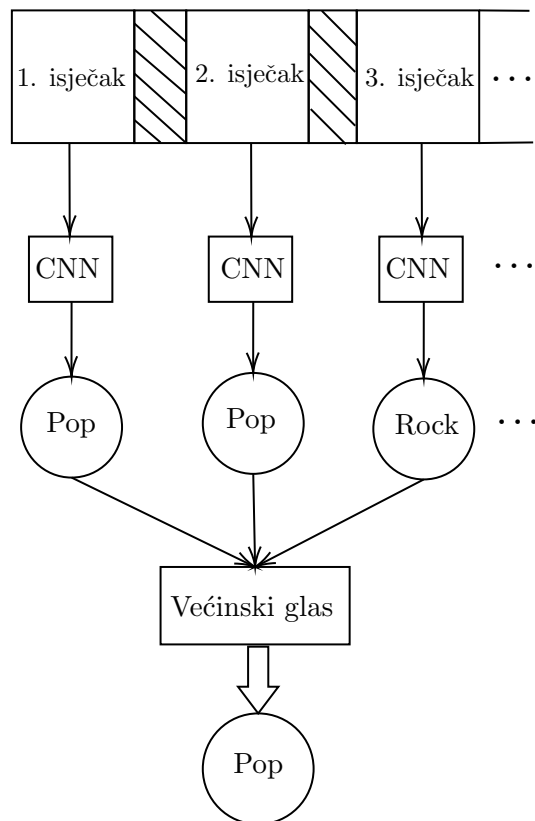 1. isječak 2. isječak 3. isječak ...
CNN CNN CNN ...
Pop Pop Rock ...
Većinski glas
Pop